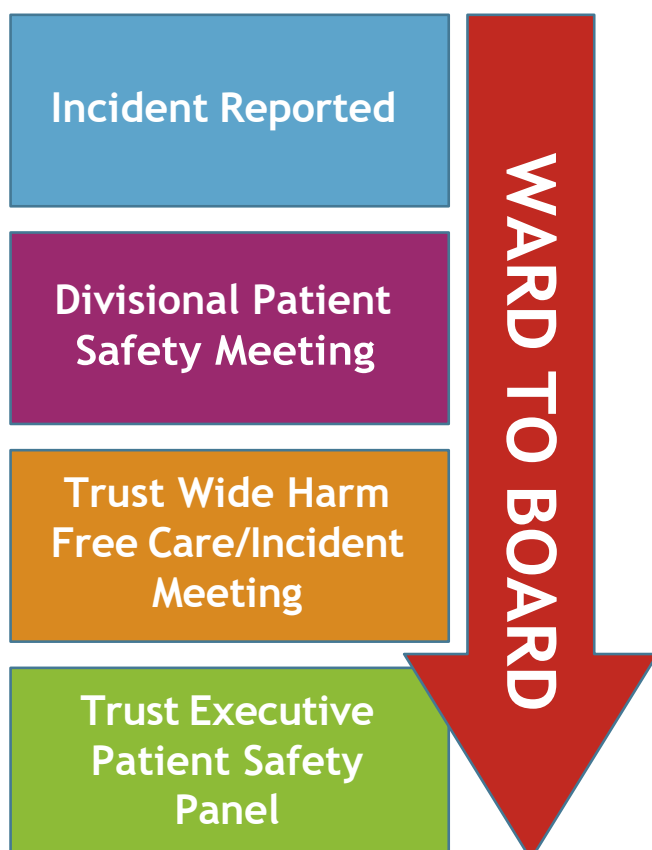 Incident Reported
Divisional Patient
Safety Meeting
Trust Wide Harm
Free Care/Incident
Meeting
Trust Executive
Patient Safety
Panel
WARD TO BOARD